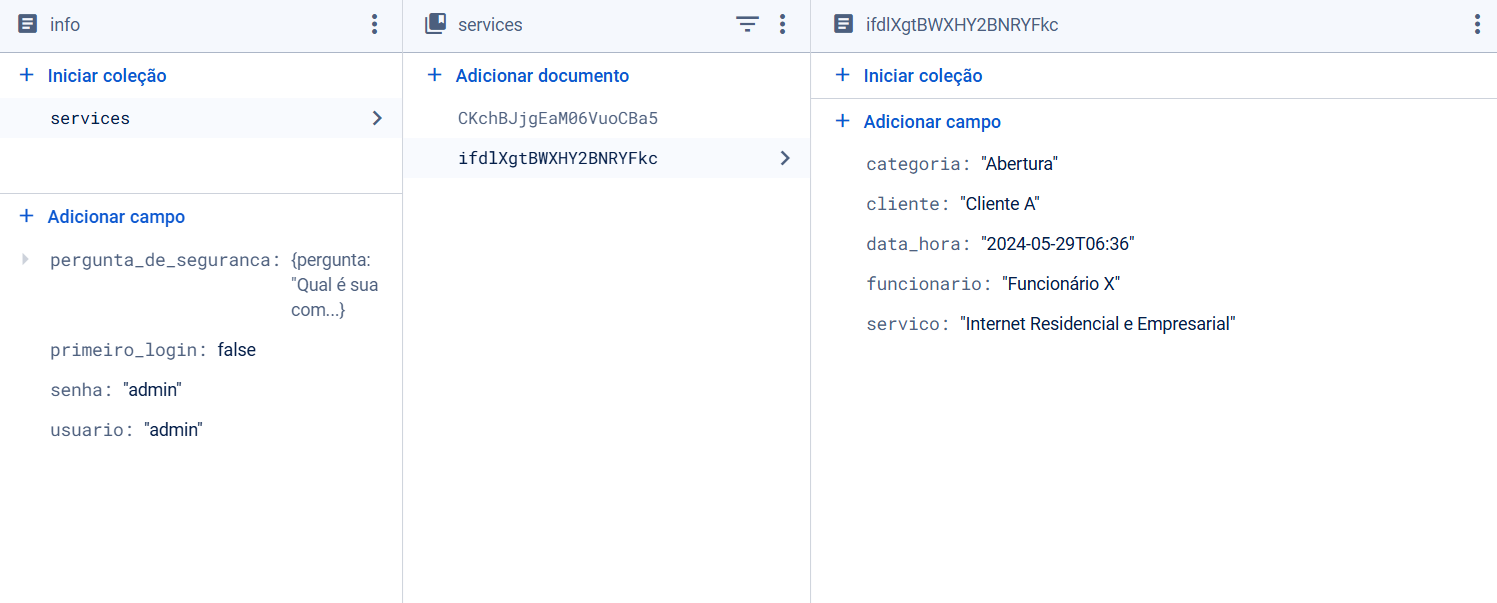 info
Iniciar coleção
services
Adicionar campo
pergunta_de_seguranca: {pergunta:
"Qual é sua
com...}
primeiro_login: false
senha: "admin"
usuario: "admin"
services
Adicionar documento
CKchBJjgEaM06VuoCBa5
ifdlXgtBWXHY2BNRYFkc
ifdlXgtBWXHY2BNRYFkc
Iniciar coleção
Adicionar campo
categoria: "Abertura"
cliente: "Cliente A"
data_hora: "2024-05-29T06:36"
funcionario: "Funcionário X"
servico: "Internet Residencial e Empresarial"